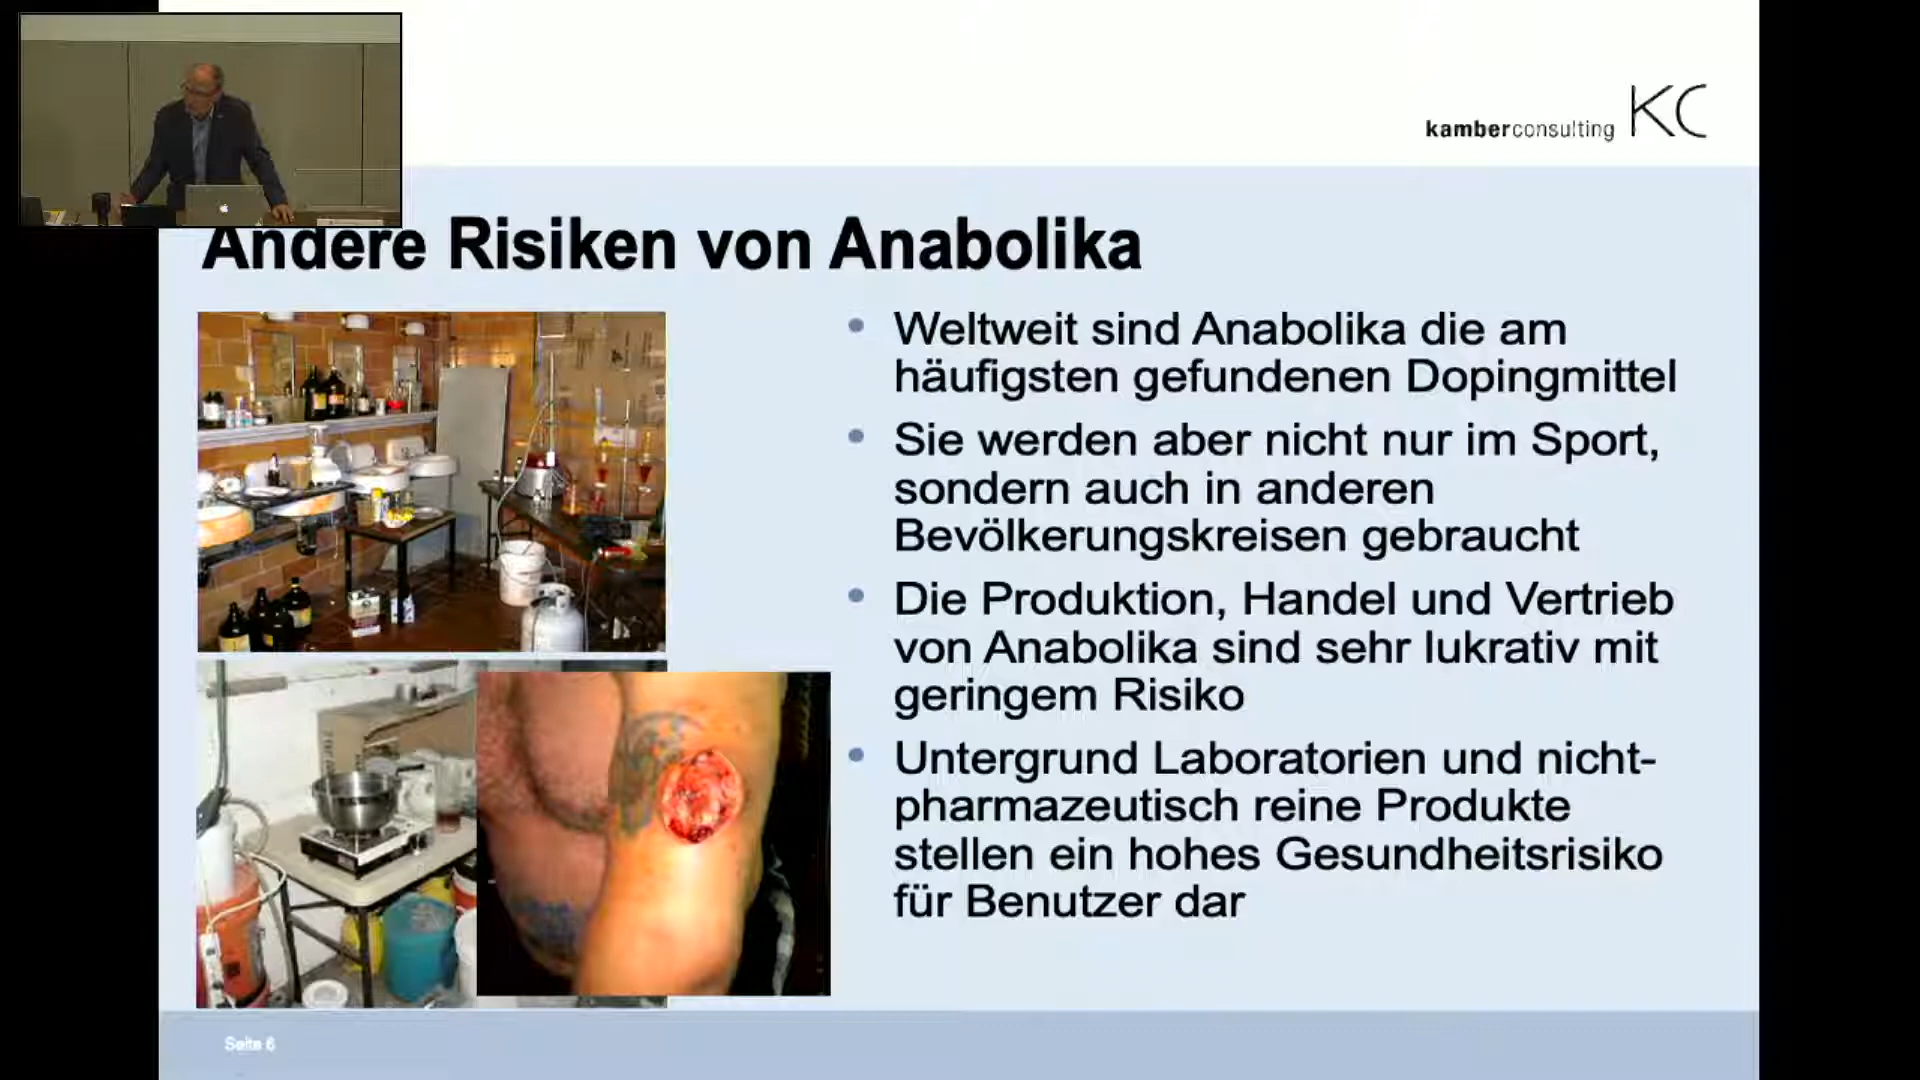 kamberconsulting KC
Andere Risiken von Anabolika
Weltweit sind Anabolika die am
häufigsten gefundenen Dopingmittel
Sie werden aber nicht nur im Sport,
sondern auch in anderen
Bevölkerungskreisen gebraucht
Die Produktion, Handel und Vertrieb
von Anabolika sind sehr lukrativ mit
geringem Risiko
Untergrund Laboratorien und nicht-
pharmazeutisch reine Produkte
stellen ein hohes Gesundheitsrisiko
für Benutzer dar
Seite 6